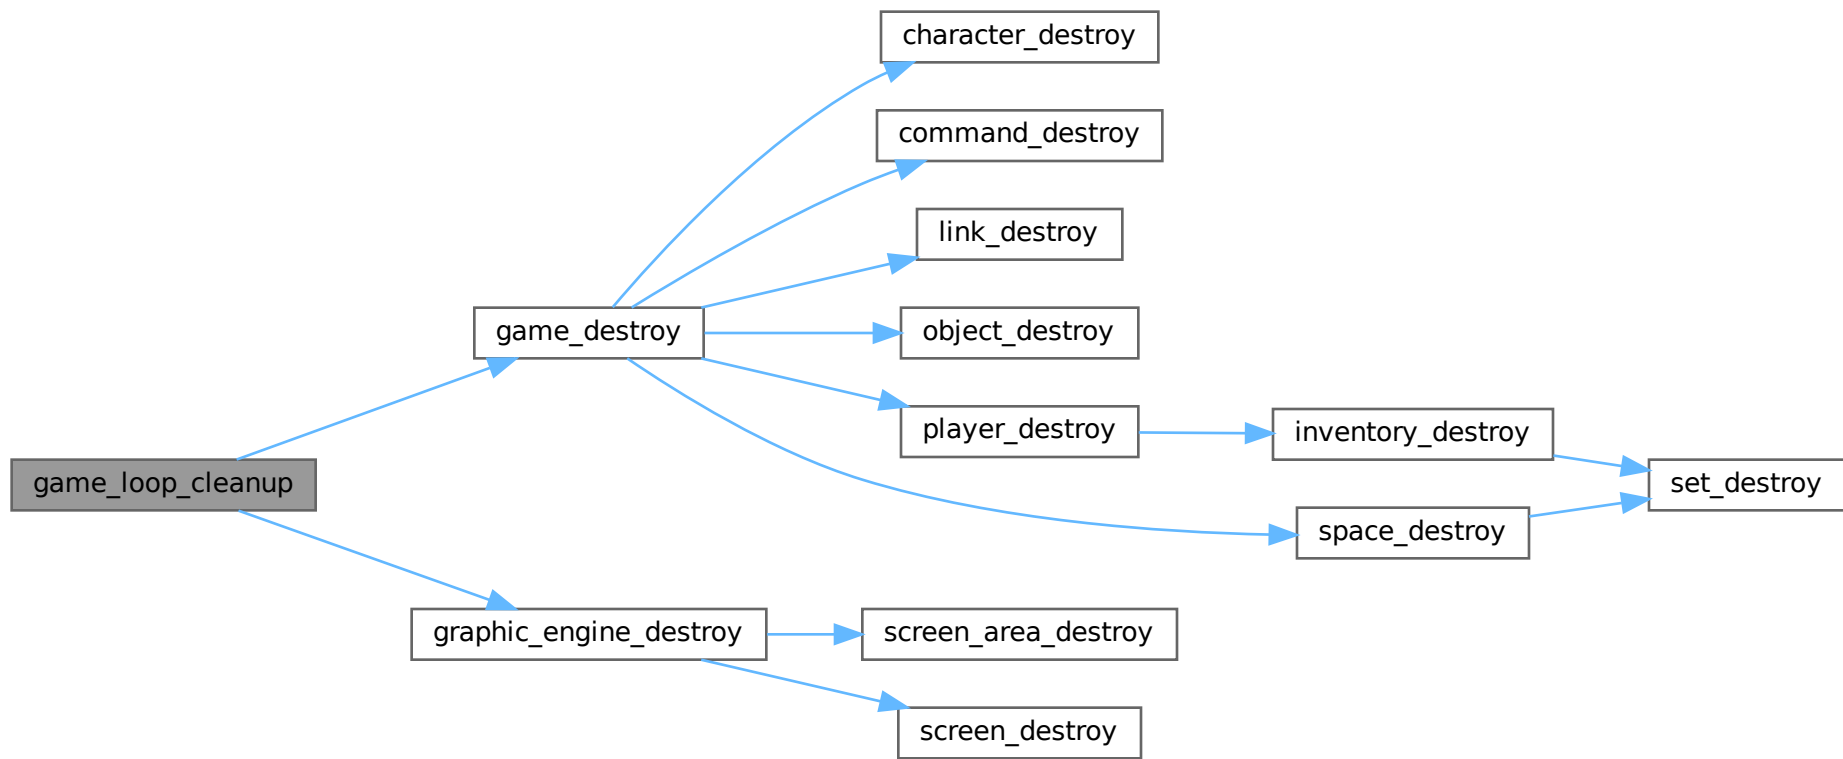 character_destroy
command_destroy
link_destroy
game_destroy
object_destroy
player_destroy
inventory_destroy
game_loop_cleanup
set_destroy
space_destroy
graphic_engine_destroy
screen_area_destroy
screen_destroy